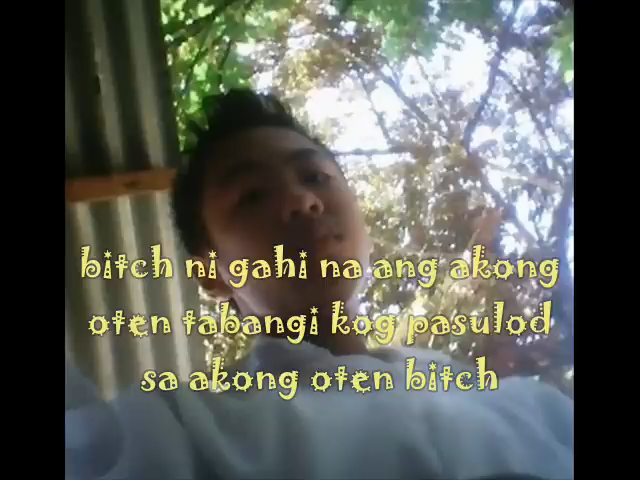 bitch ni gahi na ang akong
oten tabangi kog pasulod
sa akong oten bitch